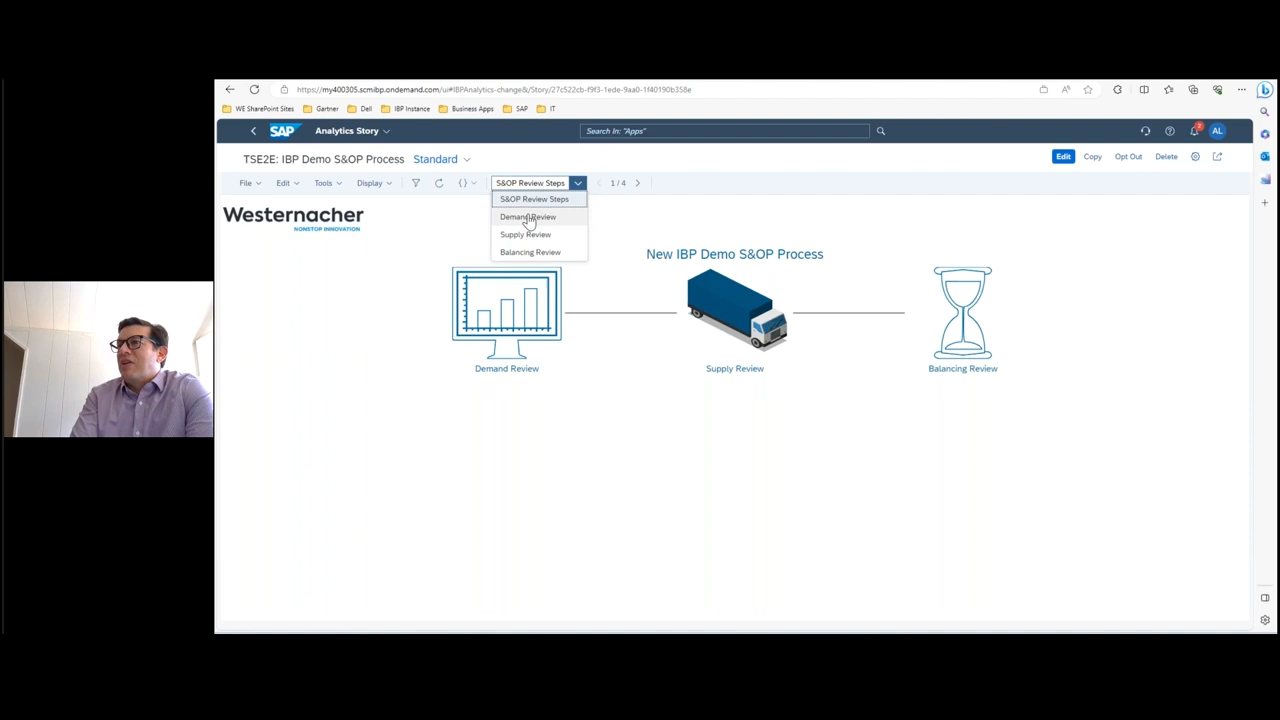 https://my400305.scmibp.ondemand.com/ui#IBPAnalytics-change&/Story/27c522cb-f9f3-1ede-9aa0-1f40190b358e
WE SharePoint Sites Gartner Dell IBP Instance Business Apps SAP IT
SAP Analytics Story Search In: "Apps" 2 AL
TSE2E: IBP Demo S&OP Process Standard Edit Copy Opt Out Delete
File Edit Tools Display S&OP Review Steps 1 / 4
S&OP Review Steps
Demand Review
Supply Review
Balancing Review
Westernacher
NONSTOP INNOVATION
New IBP Demo S&OP Process
Demand Review Supply Review Balancing Review